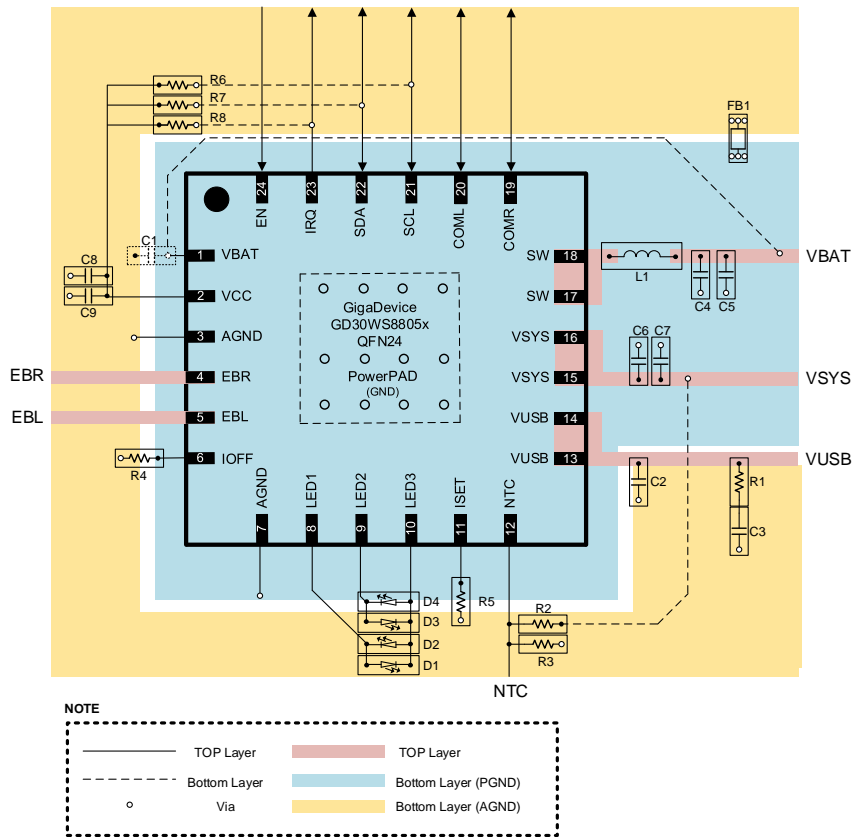 R6
R7
R8
FB1
24 23 22 21 20 19
EN IRQ SDA SCL COML COMR
C1
C8
C9
1 VBAT
2 VCC
3 AGND
4 EBR
5 EBL
6 IOFF
EBR
EBL
R4
GigaDevice
GD30WS8805x
QFN24
PowerPAD
(GND)
SW 18
SW 17
VSYS 16
VSYS 15
VUSB 14
VUSB 13
L1
C4 C5
VBAT
C6 C7
VSYS
VUSB
C2
R1
C3
AGND LED1 LED2 LED3 ISET NTC
7 8 9 10 11 12
D4
D3
D2
D1
R5
R2
R3
NTC
NOTE
TOP Layer TOP Layer
Bottom Layer Bottom Layer (PGND)
Via Bottom Layer (AGND)